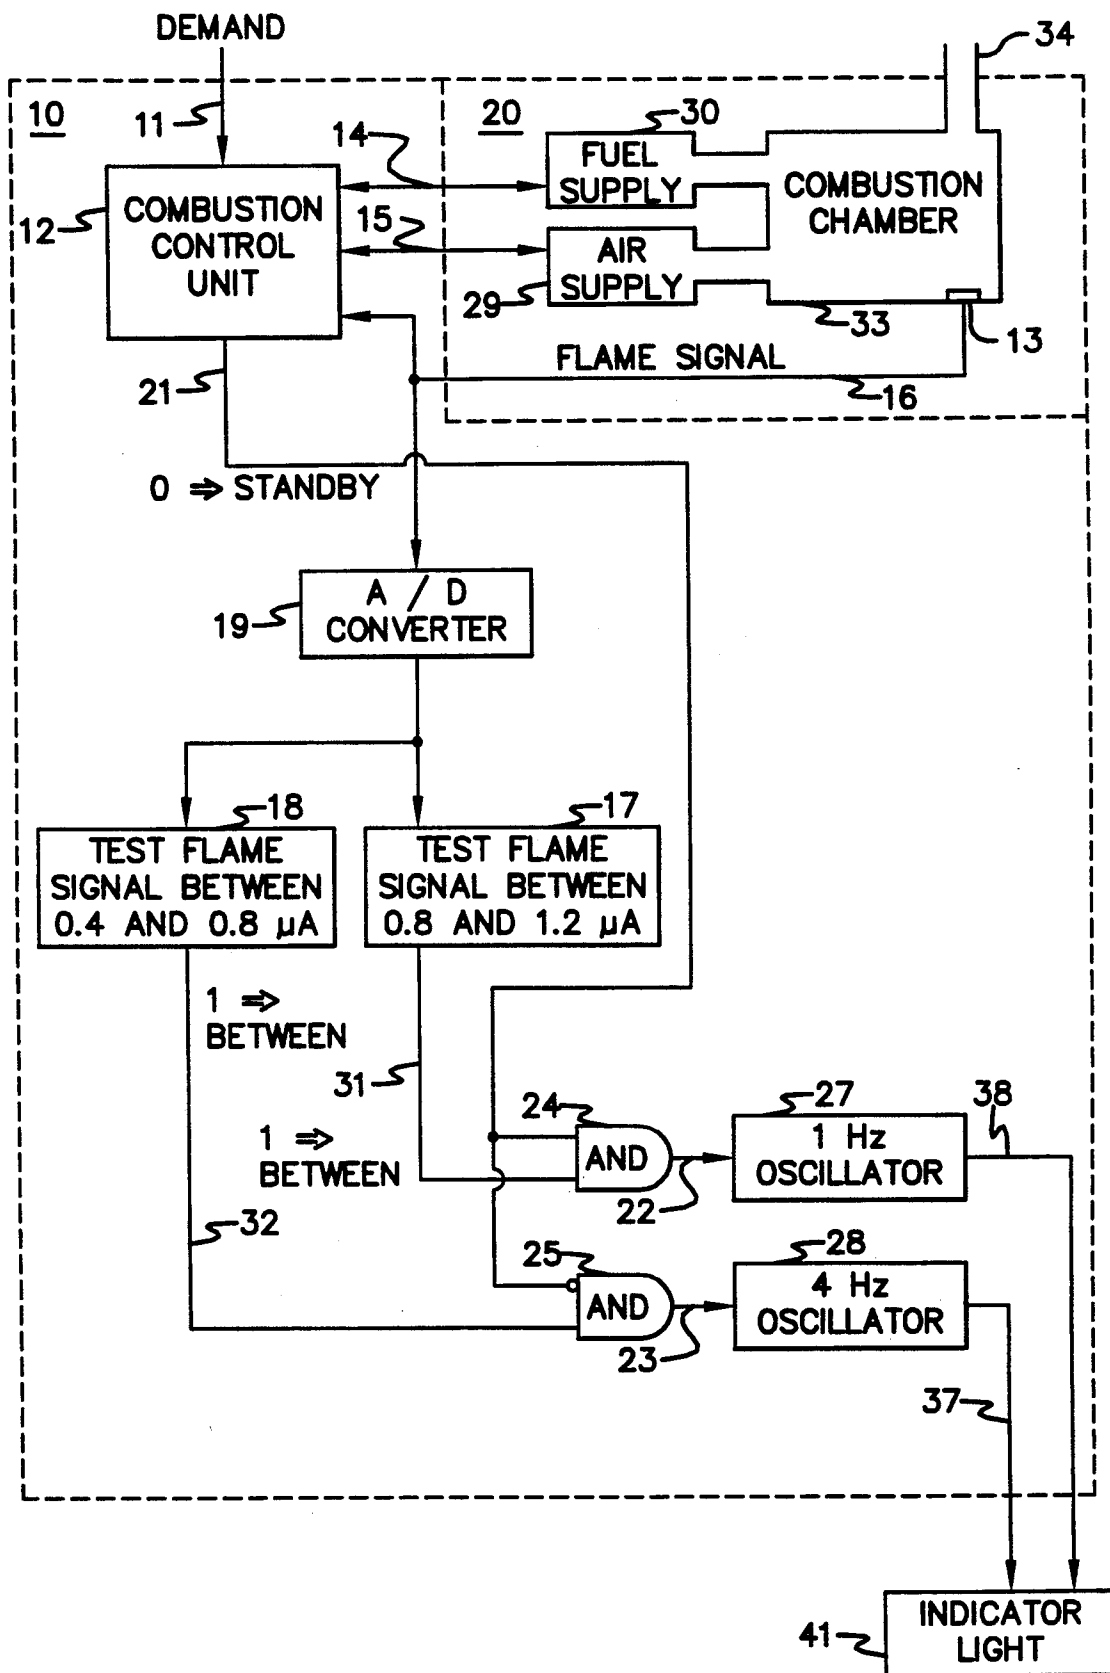 DEMAND
34
10
11
20
30
14
FUEL
SUPPLY
COMBUSTION
CHAMBER
12
COMBUSTION
CONTROL
UNIT
15
AIR
SUPPLY
29
33
13
FLAME SIGNAL
16
21
0 ⇒ STANDBY
A / D
CONVERTER
19
18
17
TEST FLAME
SIGNAL BETWEEN
0.4 AND 0.8 µA
TEST FLAME
SIGNAL BETWEEN
0.8 AND 1.2 µA
1 ⇒
BETWEEN
31
1 ⇒
BETWEEN
24
27
38
AND
1 Hz
OSCILLATOR
22
32
25
28
AND
4 Hz
OSCILLATOR
23
37
INDICATOR
LIGHT
41